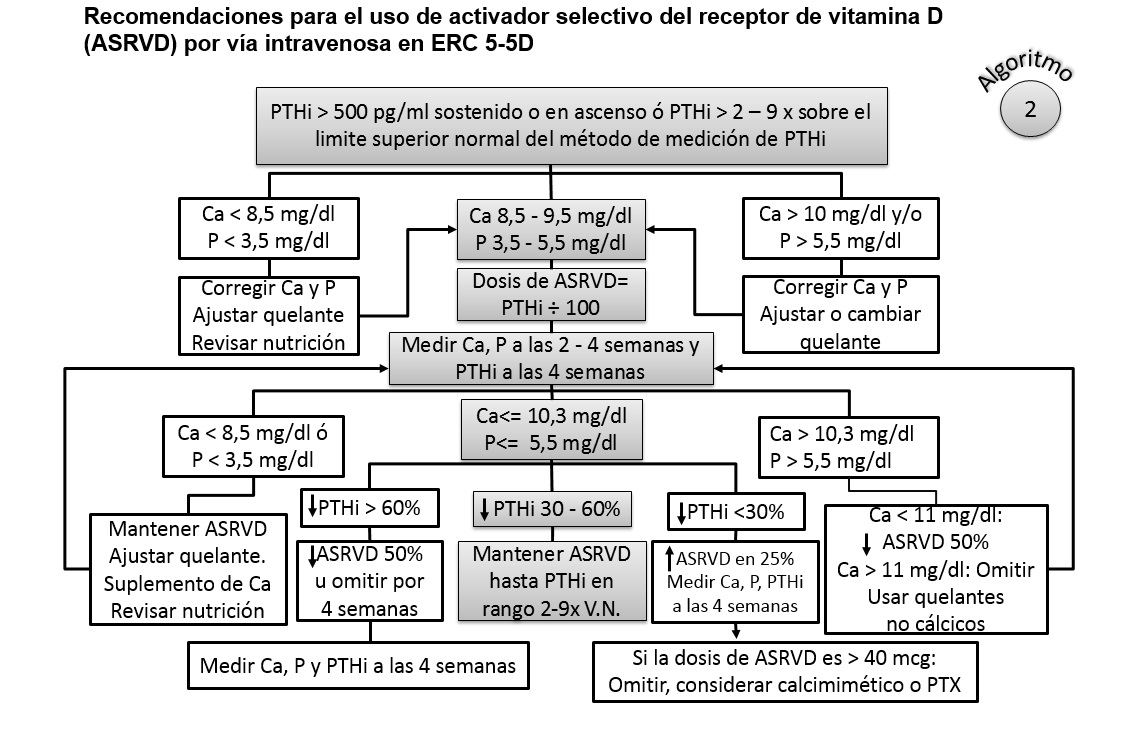 Recomendaciones para el uso de activador selectivo del receptor de vitamina D
(ASRVD) por vía intravenosa en ERC 5-5D
Algoritmo
2
PTHi > 500 pg/ml sostenido o en ascenso ó PTHi > 2 – 9 x sobre el
limite superior normal del método de medición de PTHi
Ca < 8,5 mg/dl
P < 3,5 mg/dl
Ca 8,5 - 9,5 mg/dl
P 3,5 - 5,5 mg/dl
Ca > 10 mg/dl y/o
P > 5,5 mg/dl
Corregir Ca y P
Ajustar quelante
Revisar nutrición
Dosis de ASRVD=
PTHi ÷ 100
Corregir Ca y P
Ajustar o cambiar
quelante
Medir Ca, P a las 2 - 4 semanas y
PTHi a las 4 semanas
Ca < 8,5 mg/dl ó
P < 3,5 mg/dl
Ca<= 10,3 mg/dl
P<= 5,5 mg/dl
Ca > 10,3 mg/dl
P > 5,5 mg/dl
Mantener ASRVD
Ajustar quelante.
Suplemento de Ca
Revisar nutrición
↓PTHi > 60%
↓ PTHi 30 - 60%
↓PTHi <30%
↓ASRVD 50%
u omitir por
4 semanas
Mantener ASRVD
hasta PTHi en
rango 2-9x V.N.
↑ASRVD en 25%
Medir Ca, P, PTHi
a las 4 semanas
Ca < 11 mg/dl:
↓ ASRVD 50%
Ca > 11 mg/dl: Omitir
Usar quelantes
no cálcicos
Medir Ca, P y PTHi a las 4 semanas
Si la dosis de ASRVD es > 40 mcg:
Omitir, considerar calcimimético o PTX